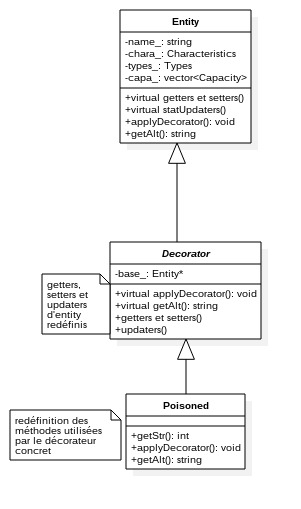 Entity
-name_: string
-chara_: Characteristics
-types_: Types
-capa_: vector<Capacity>
+virtual getters et setters()
+virtual statUpdaters()
+applyDecorator(): void
+getAlt(): string
Decorator
-base_: Entity*
+virtual applyDecorator(): void
+virtual getAlt(): string
+getters et setters()
+updaters()
getters,
setters et
updaters
d'entity
redéfinis
Poisoned
+getStr(): int
+applyDecorator(): void
+getAlt(): string
redéfinition des
méthodes utilisées
par le décorateur
concret